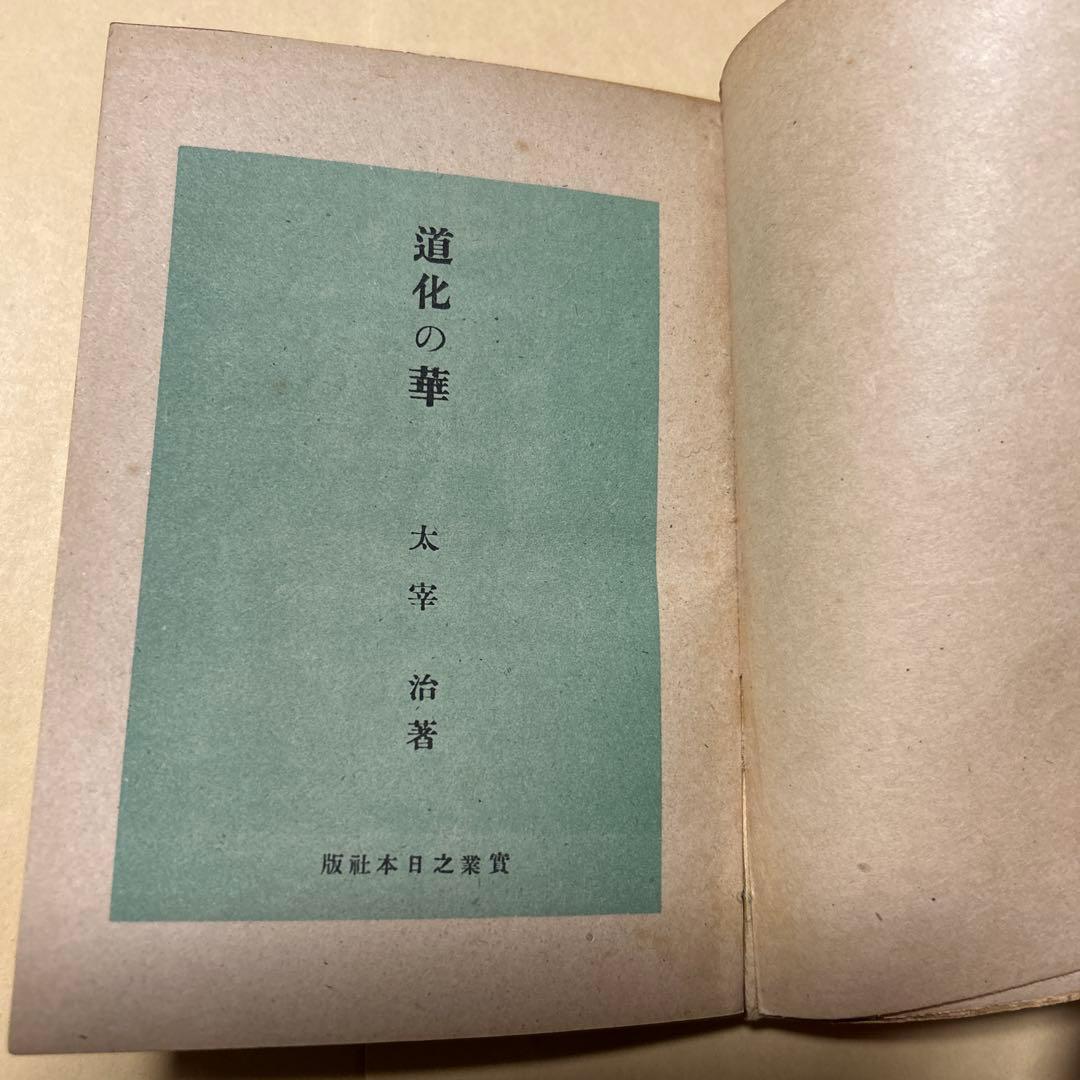 道化の華
太宰治著
版社本日之業實